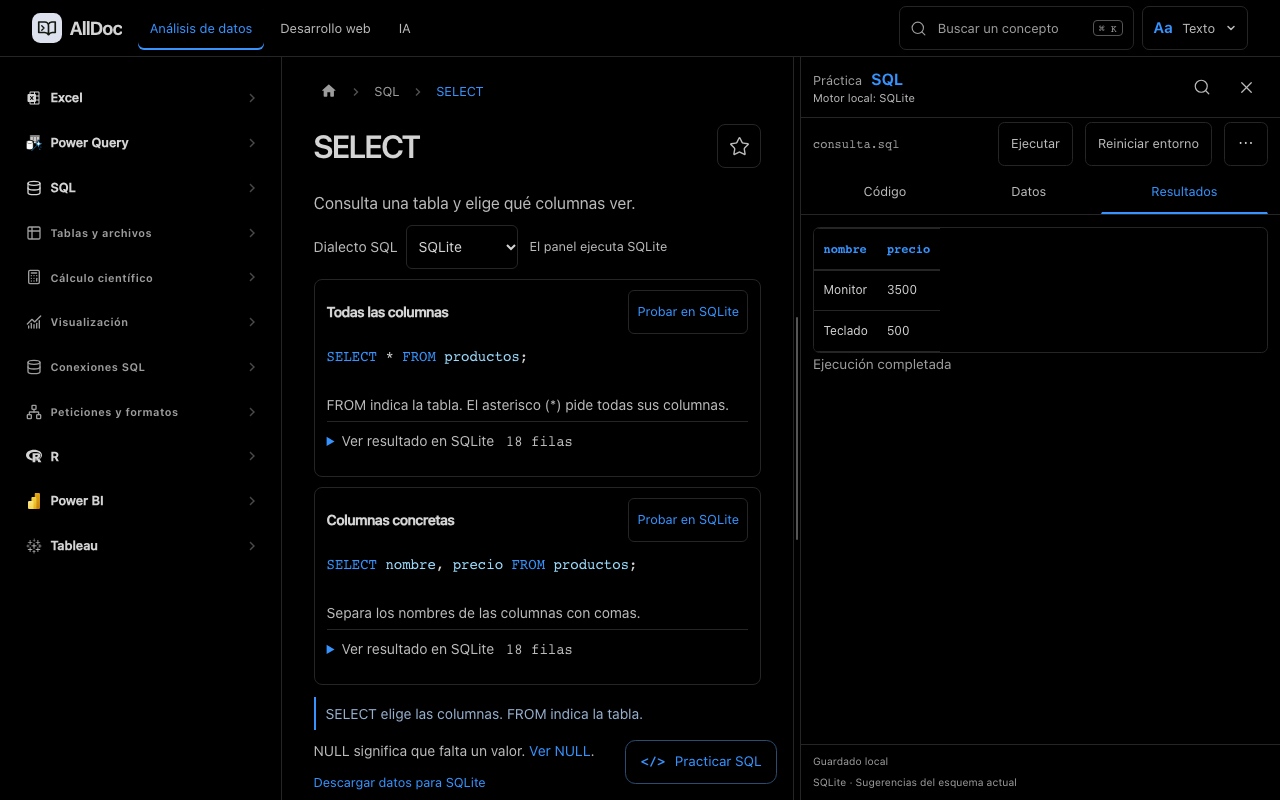 AllDoc
Análisis de datos
Desarrollo web
IA
Buscar un concepto
⌘ K
Aa Texto
Excel
Power Query
SQL
Tablas y archivos
Cálculo científico
Visualización
Conexiones SQL
Peticiones y formatos
R
Power BI
Tableau
SQL
SELECT
SELECT
Consulta una tabla y elige qué columnas ver.
Dialecto SQL SQLite El panel ejecuta SQLite
Todas las columnas
Probar en SQLite
SELECT * FROM productos;
FROM indica la tabla. El asterisco (*) pide todas sus columnas.
Ver resultado en SQLite 18 filas
Columnas concretas
Probar en SQLite
SELECT nombre, precio FROM productos;
Separa los nombres de las columnas con comas.
Ver resultado en SQLite 18 filas
SELECT elige las columnas. FROM indica la tabla.
NULL significa que falta un valor. Ver NULL.
</> Practicar SQL
Descargar datos para SQLite
Práctica SQL
Motor local: SQLite
consulta.sql
Ejecutar
Reiniciar entorno
...
Código
Datos
Resultados
nombre precio
Monitor 3500
Teclado 500
Ejecución completada
Guardado local
SQLite · Sugerencias del esquema actual